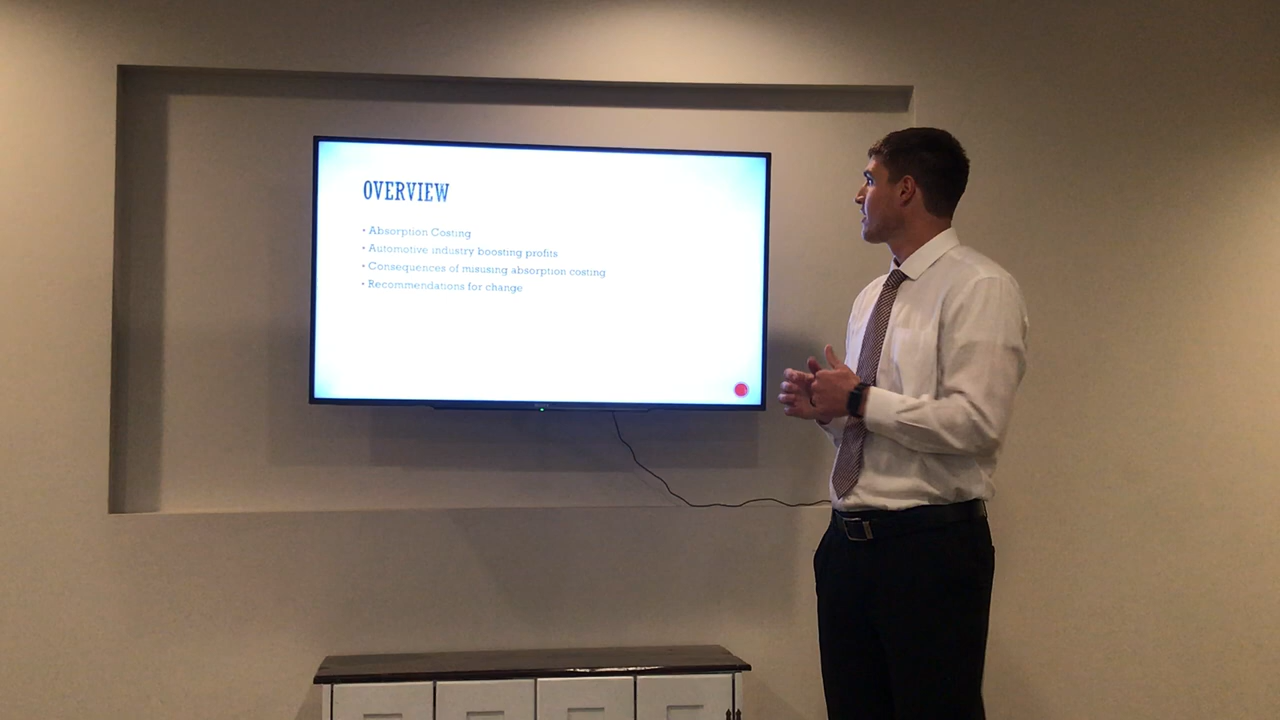 OVERVIEW
• Absorption Costing
• Automotive industry boosting profits
• Consequences of misusing absorption costing
• Recommendations for change